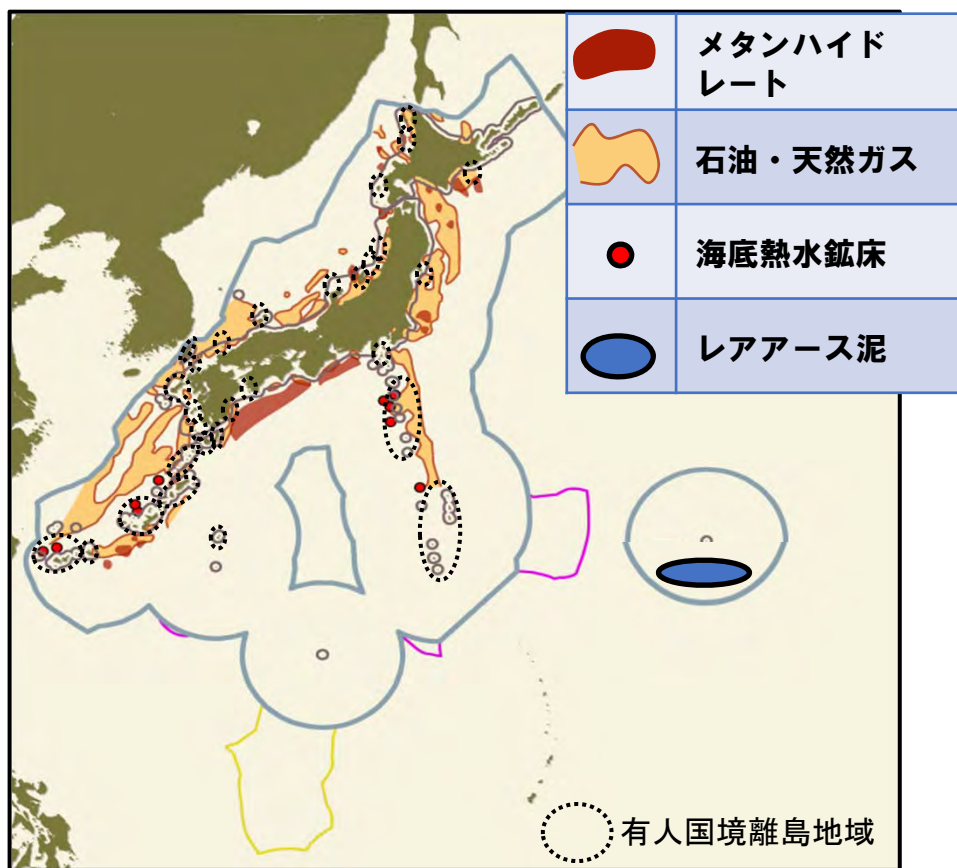 メタンハイド
レート
石油・天然ガス
海底熱水鉱床
レアアース泥
有人国境離島地域